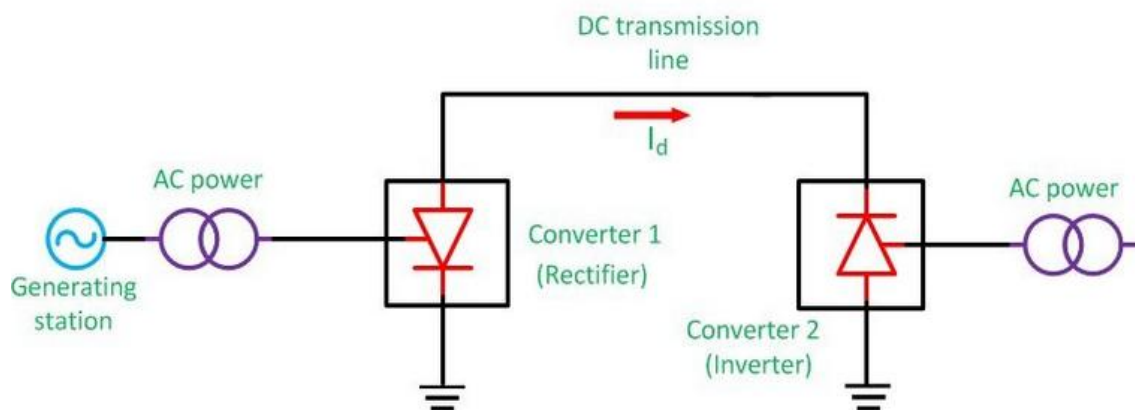 DC transmission
line
I_d
AC power
AC power
Converter 1
(Rectifier)
Generating
station
Converter 2
(Inverter)